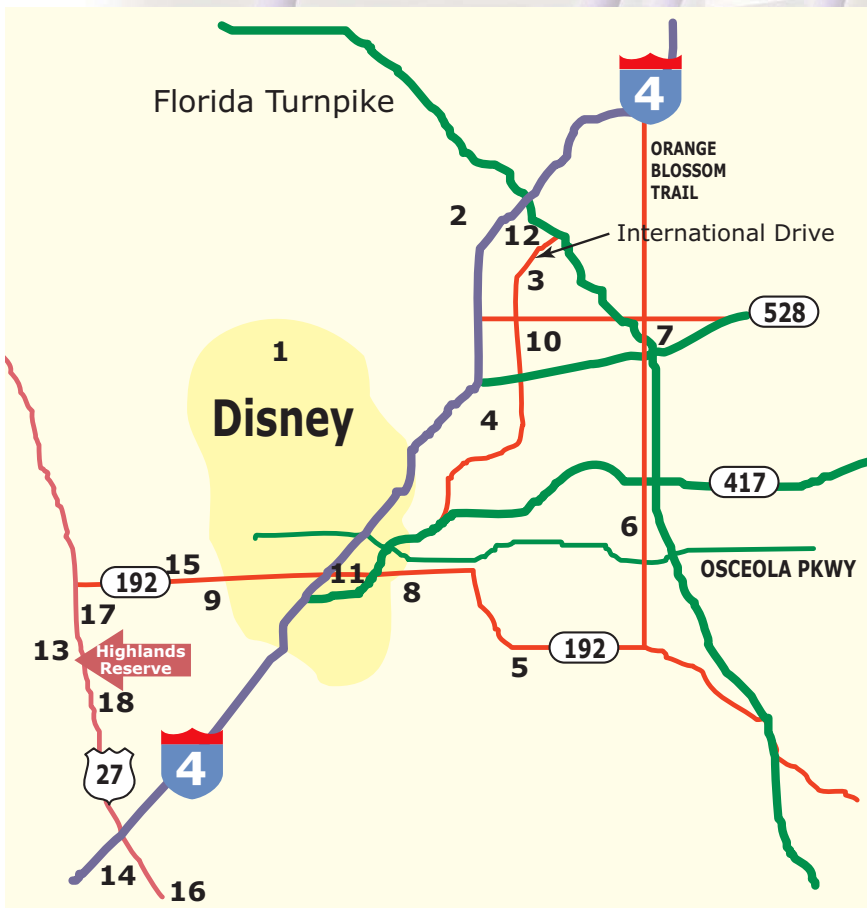 4
Florida Turnpike
ORANGE
BLOSSOM
TRAIL
2
12
International Drive
3
528
1
10
7
Disney
4
417
6
15
192
11
OSCEOLA PKWY
9
8
17
13
Highlands
Reserve
5
192
18
27
4
14
16